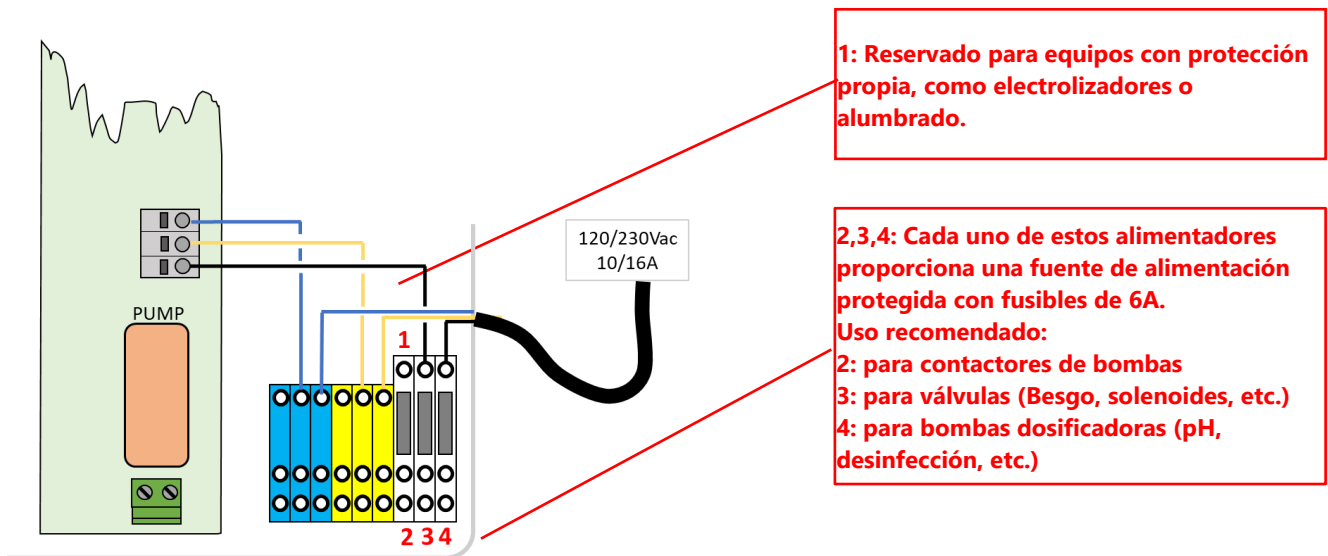 1: Reservado para equipos con protección
propia, como electrolizadores o
alumbrado.
120/230Vac
10/16A
2,3,4: Cada uno de estos alimentadores
proporciona una fuente de alimentación
protegida con fusibles de 6A.
Uso recomendado:
2: para contactores de bombas
3: para válvulas (Besgo, solenoides, etc.)
4: para bombas dosificadoras (pH,
desinfección, etc.)
PUMP
1
2 3 4